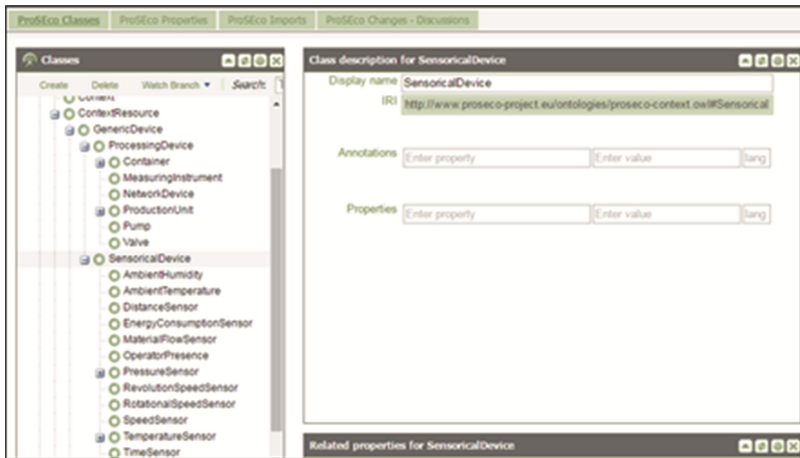 ProSEco Classes ProSEco Properties ProSEco Imports ProSEco Changes - Discussions
Classes
Create Delete Watch Branch Search: T
Context
ContextResource
GenericDevice
ProcessingDevice
Container
MeasuringInstrument
NetworkDevice
ProductionUnit
Pump
Valve
SensoricalDevice
AmbientHumidity
AmbientTemperature
DistanceSensor
EnergyConsumptionSensor
MaterialFlowSensor
OperatorPresence
PressureSensor
RevolutionSpeedSensor
RotationalSpeedSensor
SpeedSensor
TemperatureSensor
TimeSensor
Class description for SensoricalDevice
Display name SensoricalDevice
IRI http://www.proseco-project.eu/ontologies/proseco-context.owl#Sensorical
Annotations Enter property Enter value lang
Properties Enter property Enter value lang
Related properties for SensoricalDevice